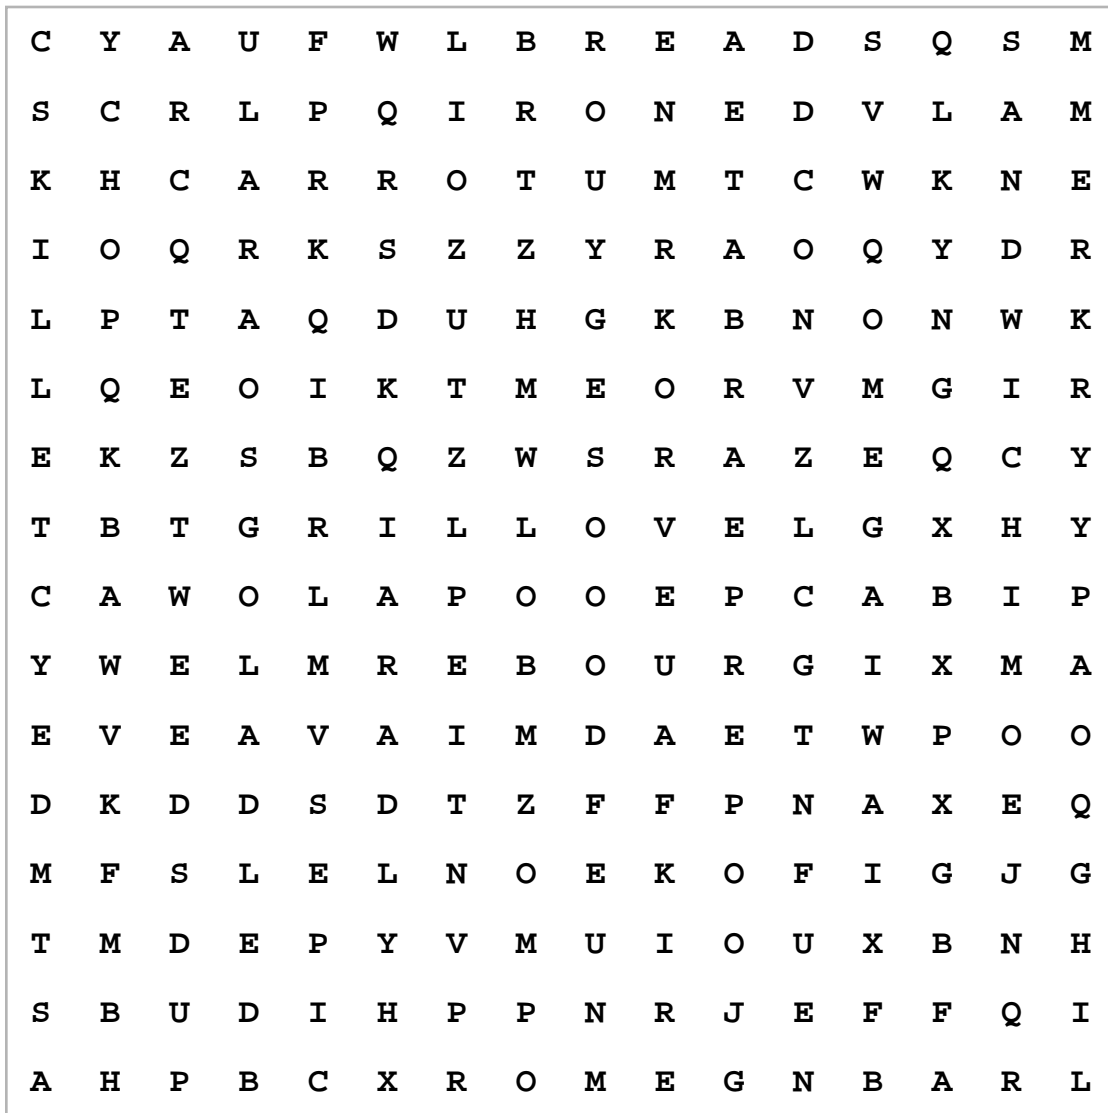 C Y A U F W L B R E A D S Q S M
S C R L P Q I R O N E D V L A M
K H C A R R O T U M T C W K N E
I O Q R K S Z Z Y R A O Q Y D R
L P T A Q D U H G K B N O N W K
L Q E O I K T M E O R V M G I R
E K Z S B Q Z W S R A Z E Q C Y
T B T G R I L L O V E L G X H Y
C A W O L A P O O E P C A B I P
Y W E L M R E B O U R G I X M A
E V E A V A I M D A E T W P O O
D K D D S D T Z F F P N A X E Q
M F S L E L N O E K O F I G J G
T M D E P Y V M U I O U X B N H
S B U D I H P P N R J E F F Q I
A H P B C X R O M E G N B A R L